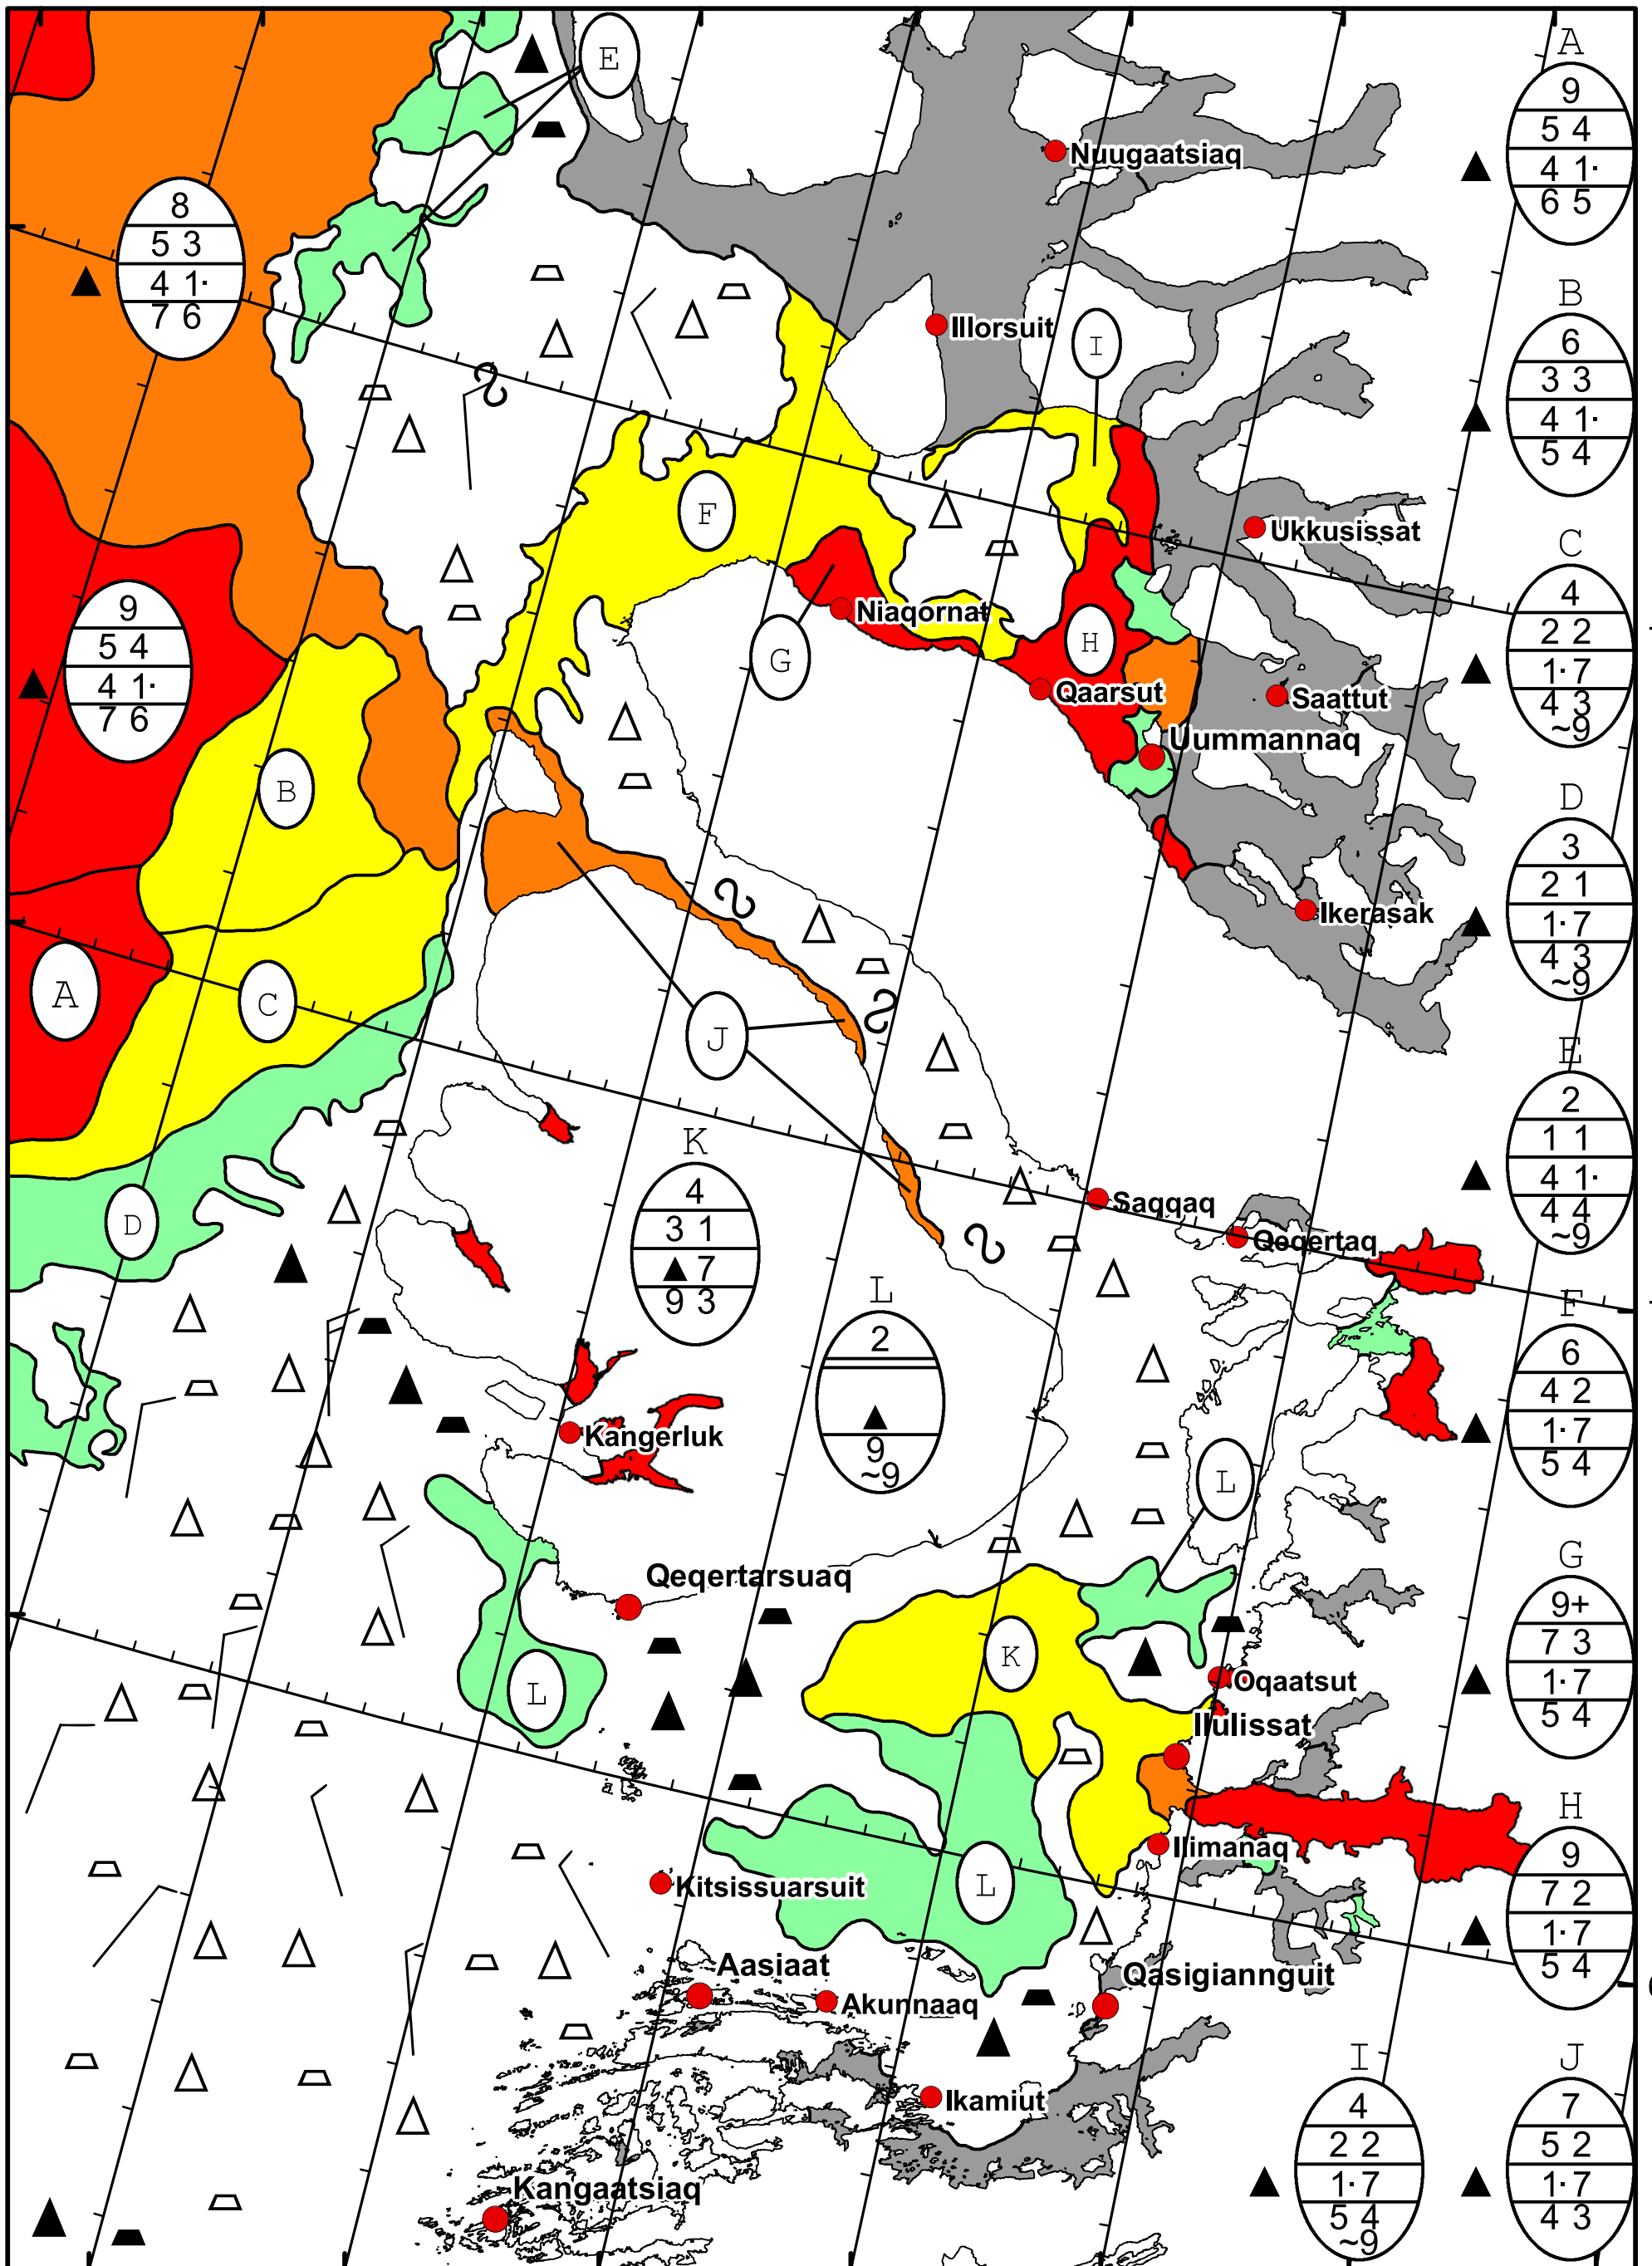 E
A
9
5 4
4 1·
6 5
Nuugaatsiaq
8
5 3
4 1·
7 6
B
6
3 3
4 1·
5 4
Illorsuit
I
F
Ukkusissat
C
4
2 2
1·7
4 3
~9
9
5 4
4 1·
7 6
Niaqornat
G
H
Qaarsut
Saattut
Uummannaq
B
D
3
2 1
1·7
4 3
~9
Ikerasak
A
C
J
E
2
1 1
4 1·
4 4
~9
K
4
3 1
7
9 3
D
Saqqaq
Qeqertaq
L
2
9
~9
F
6
4 2
1·7
5 4
Kangerluk
L
G
9+
7 3
1·7
5 4
Qeqertarsuaq
K
L
Oqaatsut
Ilulissat
H
9
7 2
1·7
5 4
Ilimanaq
Kitsissuarsuit
L
Aasiaat
Akunnaaq
Qasigiannguit
Ikamiut
I
4
2 2
1·7
5 4
~9
J
7
5 2
1·7
4 3
Kangaatsiaq